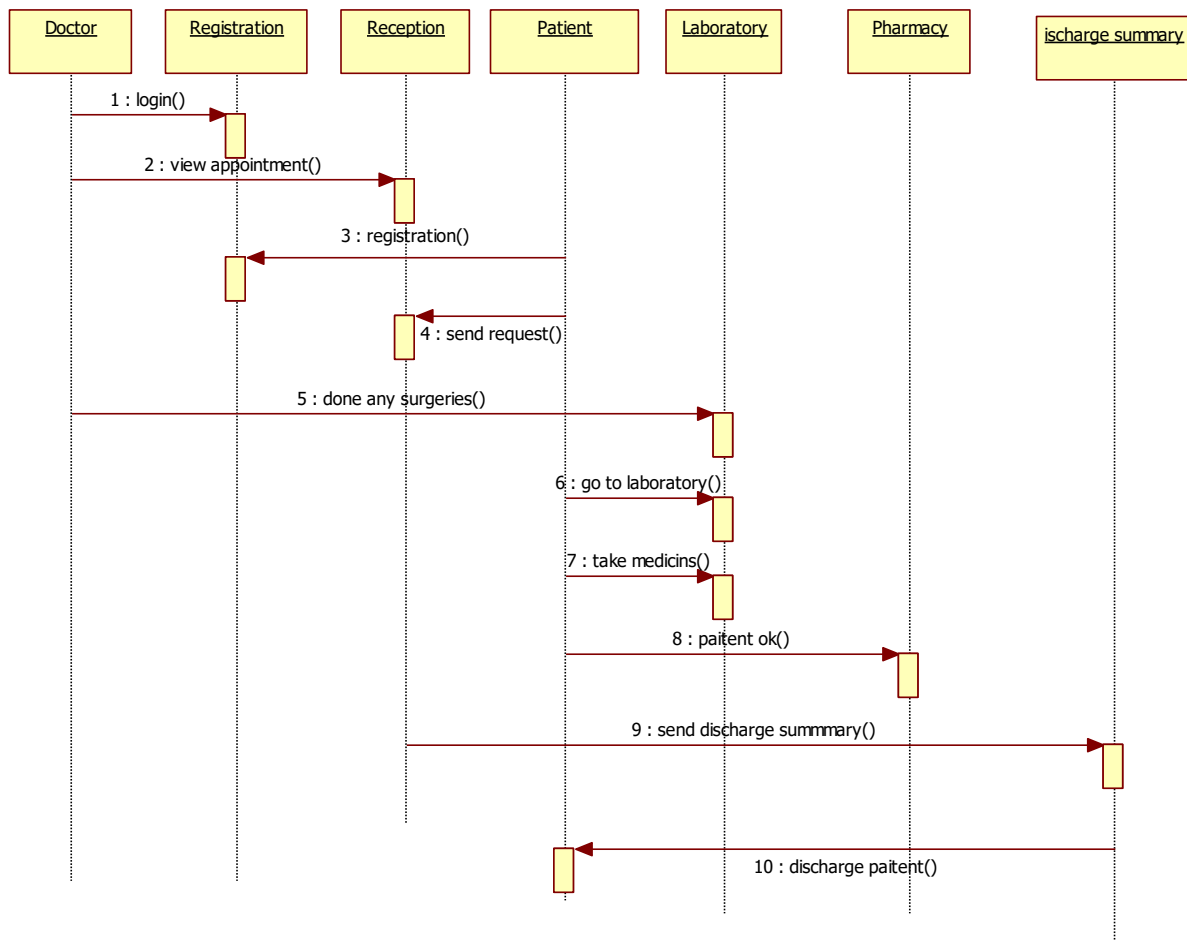 Doctor
Registration
Reception
Patient
Laboratory
Pharmacy
ischarge summary
1 : login()
2 : view appointment()
3 : registration()
4 : send request()
5 : done any surgeries()
6 : go to laboratory()
7 : take medicins()
8 : paitent ok()
9 : send discharge summmary()
10 : discharge paitent()